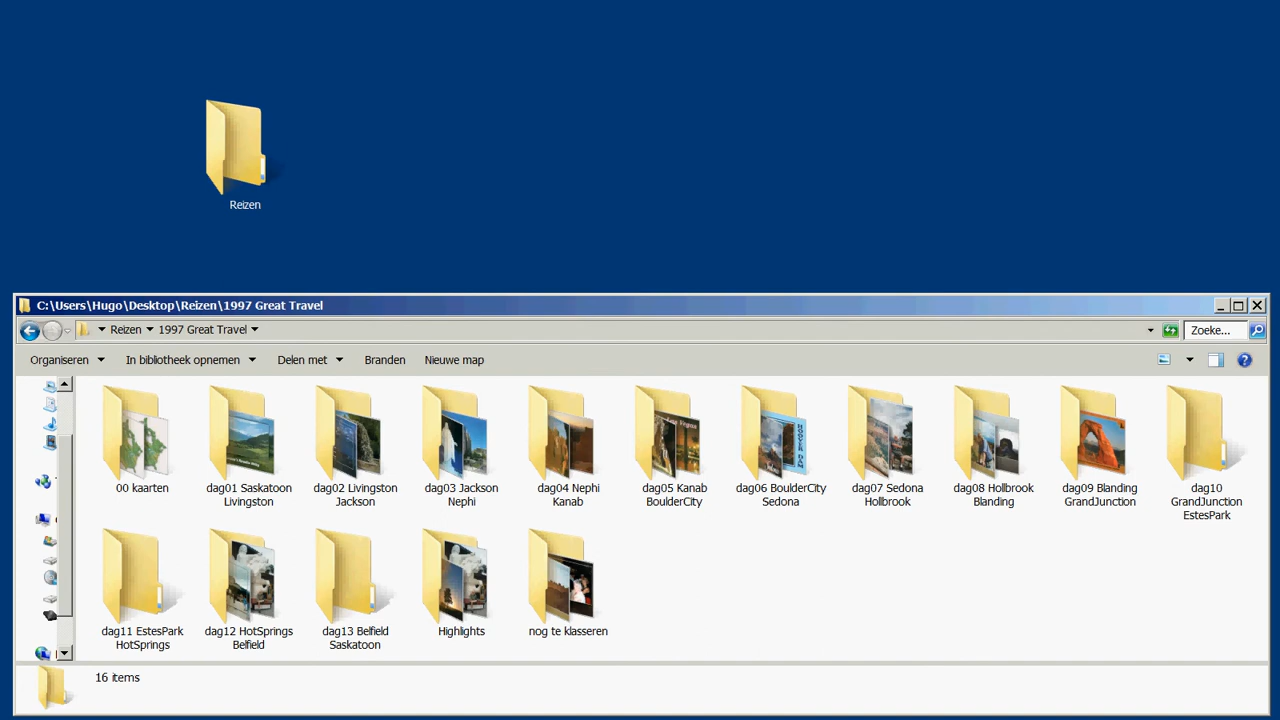 Reizen
C:\Users\Hugo\Desktop\Reizen\1997 Great Travel
Reizen 1997 Great Travel Zoeke...
Organiseren In bibliotheek opnemen Delen met Branden Nieuwe map
00 kaarten
dag01 Saskatoon
Livingston
dag02 Livingston
Jackson
dag03 Jackson
Nephi
dag04 Nephi
Kanab
dag05 Kanab
BoulderCity
dag06 BoulderCity
Sedona
dag07 Sedona
Hollbrook
dag08 Hollbrook
Blanding
dag09 Blanding
GrandJunction
dag10
GrandJunction
EstesPark
dag11 EstesPark
HotSprings
dag12 HotSprings
Belfield
dag13 Belfield
Saskatoon
Highlights
nog te klasseren
16 items